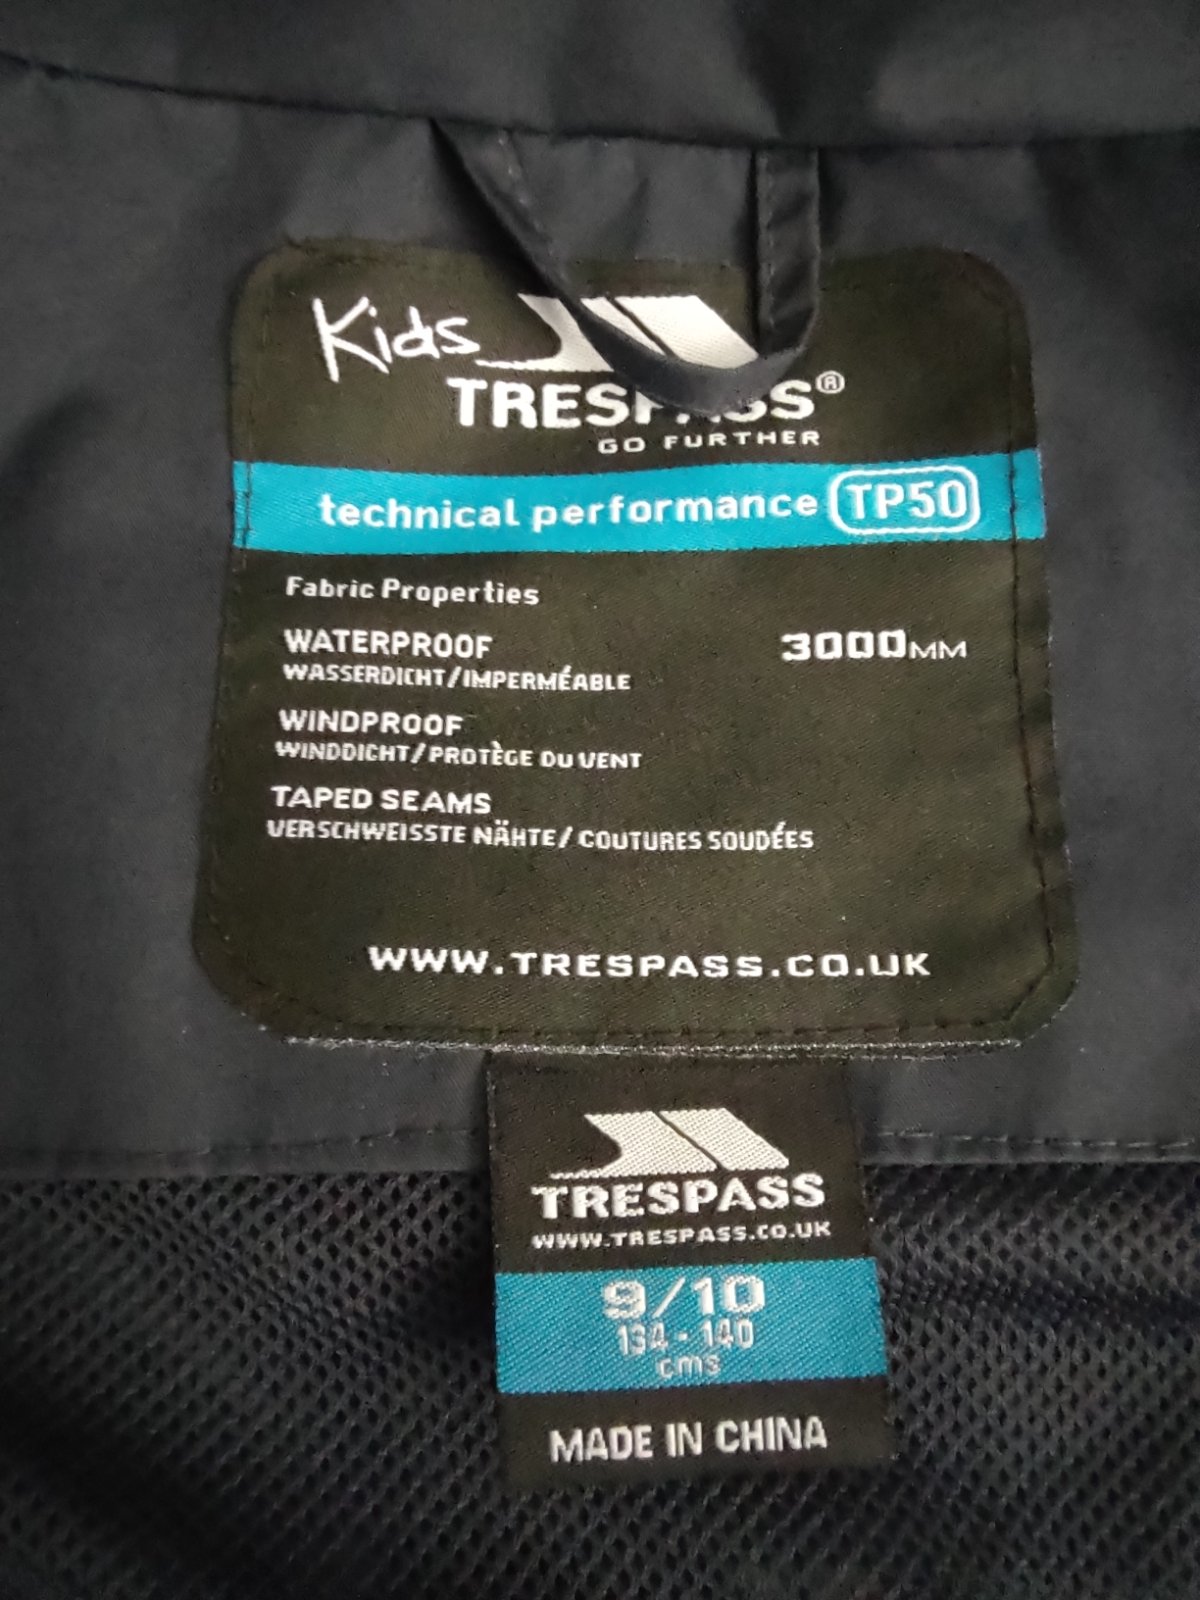 Kids
TRESPASS®
GO FURTHER
technical performance TP50
Fabric Properties
WATERPROOF 3000MM
WASSERDICHT/IMPERMÉABLE
WINDPROOF
WINDDICHT/PROTÈGE DU VENT
TAPED SEAMS
VERSCHWEISSTE NÄHTE/ COUTURES SOUDÉES
WWW.TRESPASS.CO.UK
TRESPASS
WWW.TRESPASS.CO.UK
9/10
134 - 140
cms
MADE IN CHINA